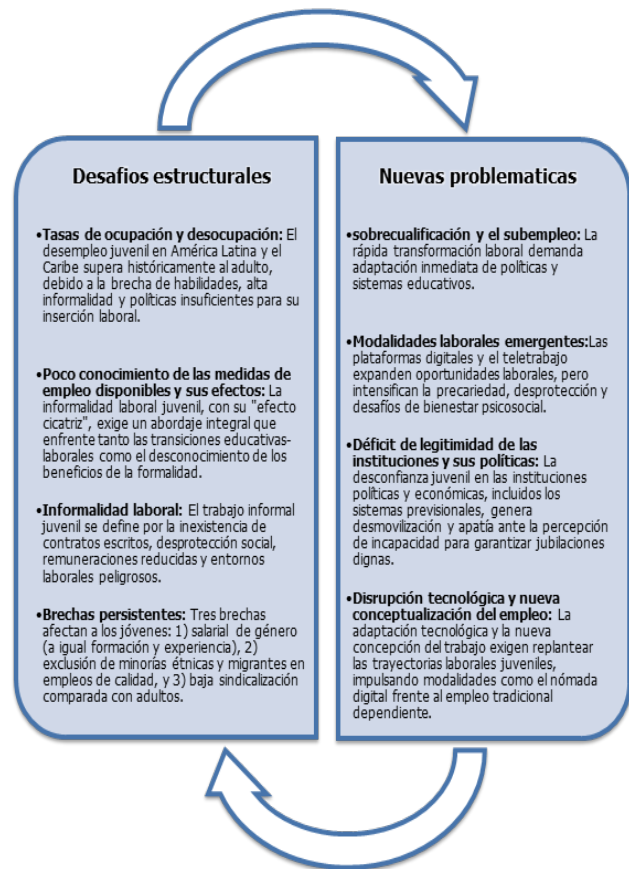 Desafios estructurales
•Tasas de ocupación y desocupación: El
desempleo juvenil en América Latina y el
Caribe supera históricamente al adulto,
debido a la brecha de habilidades, alta
informalidad y políticas insuficientes para su
inserción laboral.
•Poco conocimiento de las medidas de
empleo disponibles y sus efectos: La
informalidad laboral juvenil, con su "efecto
cicatriz", exige un abordaje integral que
enfrente tanto las transiciones educativas-
laborales como el desconocimiento de los
beneficios de la formalidad.
•Informalidad laboral: El trabajo informal
juvenil se define por la inexistencia de
contratos escritos, desprotección social,
remuneraciones reducidas y entornos
laborales peligrosos.
•Brechas persistentes: Tres brechas
afectan a los jóvenes: 1) salarial de género
(a igual formación y experiencia), 2)
exclusión de minorías étnicas y migrantes en
empleos de calidad, y 3) baja sindicalización
comparada con adultos.
Nuevas problematicas
•sobrecualificación y el subempleo: La
rápida transformación laboral demanda
adaptación inmediata de políticas y
sistemas educativos.
•Modalidades laborales emergentes:Las
plataformas digitales y el teletrabajo
expanden oportunidades laborales, pero
intensifican la precariedad, desprotección y
desafíos de bienestar psicosocial.
•Déficit de legitimidad de las
instituciones y sus políticas: La
desconfianza juvenil en las instituciones
políticas y económicas, incluidos los
sistemas previsionales, genera
desmovilización y apatía ante la percepción
de incapacidad para garantizar jubilaciones
dignas.
•Disrupción tecnológica y nueva
conceptualización del empleo: La
adaptación tecnológica y la nueva
concepción del trabajo exigen replantear
las trayectorias laborales juveniles,
impulsando modalidades como el nómada
digital frente al empleo tradicional
dependiente.